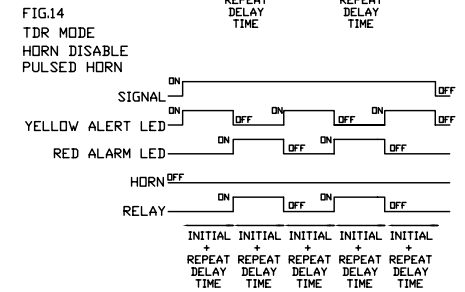 REPEAT REPEAT
FIG.14 DELAY DELAY
TIME TIME
TDR MODE
HORN DISABLE
PULSED HORN
ON
SIGNAL OFF
ON ON ON
YELLOW ALERT LED OFF OFF OFF
ON ON
RED ALARM LED OFF OFF
HORN OFF
ON ON
RELAY OFF OFF
INITIAL INITIAL INITIAL INITIAL INITIAL
+ + + + +
REPEAT REPEAT REPEAT REPEAT REPEAT
DELAY DELAY DELAY DELAY DELAY
TIME TIME TIME TIME TIME